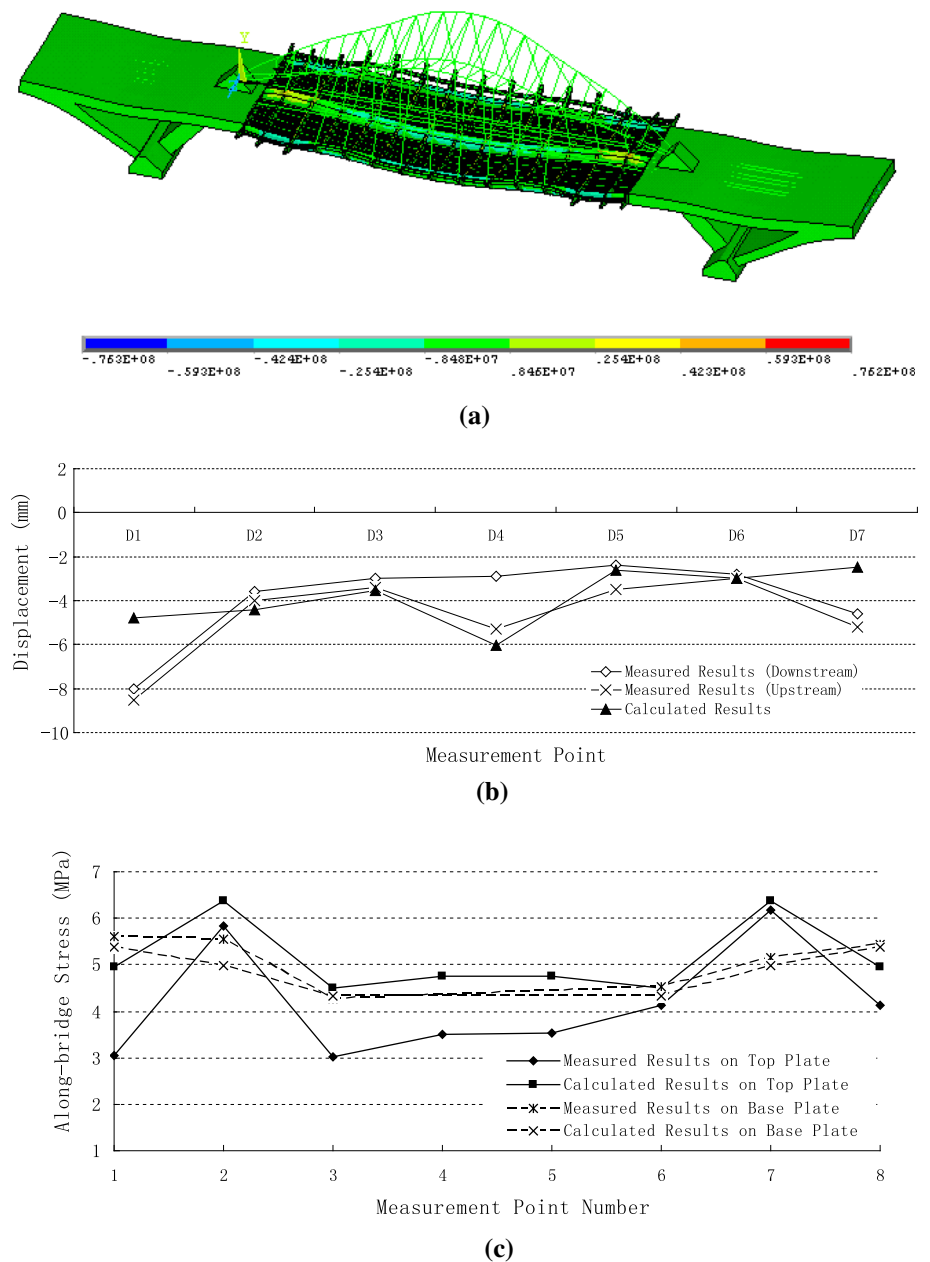 Y
-.763E+08
-.593E+08
-.424E+08
-.254E+08
-.848E+07
.846E+07
.254E+08
.423E+08
.593E+08
.762E+08
(a)
2
0
-2
-4
-6
-8
-10
Displacement (mm)
D1 D2 D3 D4 D5 D6 D7
Measured Results (Downstream)
Measured Results (Upstream)
Calculated Results
Measurement Point
(b)
7
6
5
4
3
2
1
Along-bridge Stress (MPa)
Measured Results on Top Plate
Calculated Results on Top Plate
Measured Results on Base Plate
Calculated Results on Base Plate
1 2 3 4 5 6 7 8
Measurement Point Number
(c)